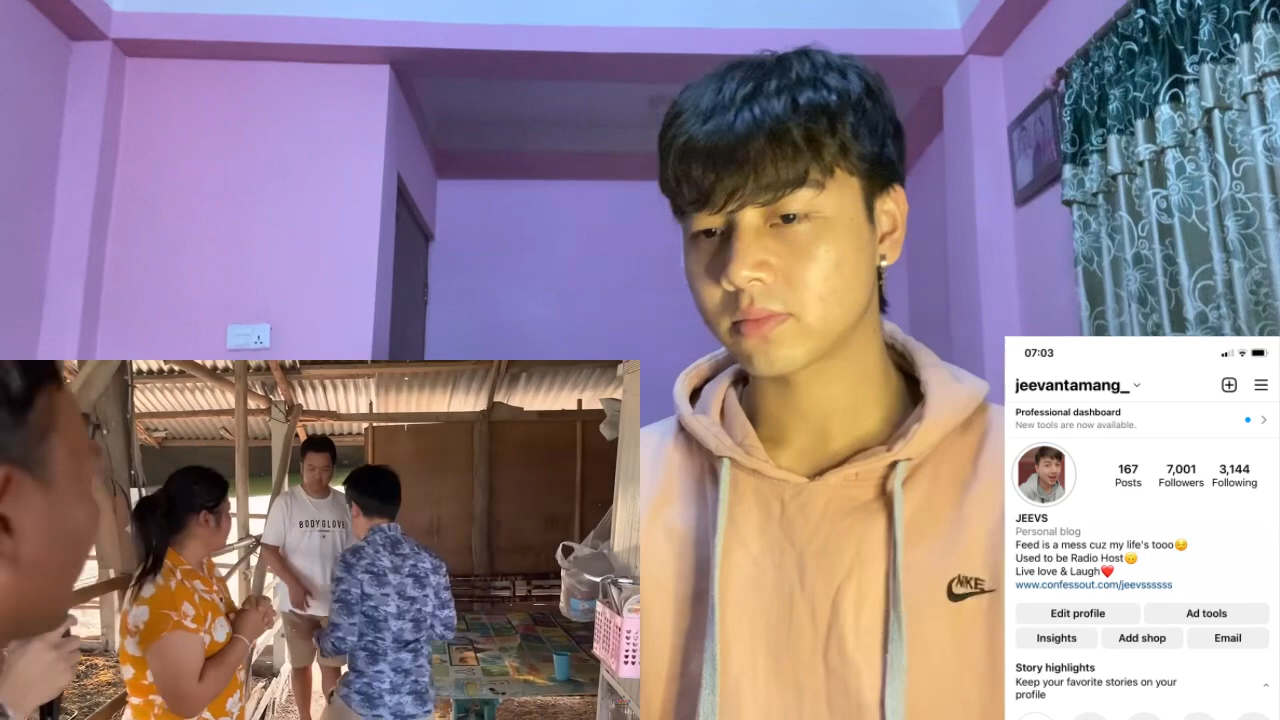 BODYGLOVE
NIKE
07:03
jeevantamang_
Professional dashboard
New tools are now available.
167 7,001 3,144
Posts Followers Following
JEEVS
Personal blog
Feed is a mess cuz my life's tooo😏
Used to be Radio Host🙃
Live love & Laugh❤️
www.confessout.com/jeevssssss
Edit profile Ad tools
Insights Add shop Email
Story highlights
Keep your favorite stories on your
profile